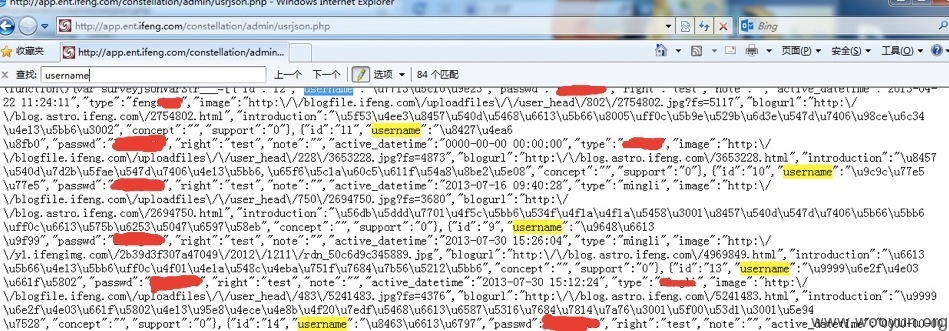 http://app.ent.ifeng.com/constellation/admin/usrjson.php - Windows Internet Explorer
http://app.ent.ifeng.com/constellation/admin/usrjson.php
Bing
收藏夹 http://app.ent.ifeng.com/constellation/admin...
页面(P) 安全(S) 工具(O)
查找: username 上一个 下一个 选项 84 个匹配
(function(){var surveyjsonvarstr___=[{"id":"12","username":"\uff13\u5c10\u9e23","passwd":"","right":"test","note":"","active_datetime":"2013-04-
22 11:24:11","type":"feng","image":"http:\/\/blogfile.ifeng.com\/uploadfiles\/\/user_head\/802\/2754802.jpg?fs=5117","blogurl":"http:\/
\/blog.astro.ifeng.com\/2754802.html","introduction":"\u5f53\u4ee3\u8457\u540d\u5468\u6613\u5b66\u8005\uff0c\u5b9e\u529b\u6d3e\u547d\u7406\u98ce\u6c34
\u4e13\u5bb6\u3002","concept":"","support":"0"}, {"id":"11","username":"\u8427\u4ea6
\u8fb0","passwd":"","right":"test","note":"","active_datetime":"0000-00-00 00:00:00","type":"","image":"http:\/
\/blogfile.ifeng.com\/uploadfiles\/\/user_head\/228\/3653228.jpg?fs=4873","blogurl":"http:\/\/blog.astro.ifeng.com\/3653228.html","introduction":"\u8457
\u540d\u7d2b\u5fae\u547d\u7406\u4e13\u5bb6,\u65f6\u5c1a\u60c5\u611f\u54a8\u8be2\u5e08","concept":"","support":"0"}, {"id":"10","username":"\u9c9c\u77e5
\u77e5","passwd":"","right":"test","note":"","active_datetime":"2013-07-16 09:40:28","type":"mingli","image":"http:\/
\/blogfile.ifeng.com\/uploadfiles\/\/user_head\/750\/2694750.jpg?fs=3680","blogurl":"http:\/
\/blog.astro.ifeng.com\/2694750.html","introduction":"\u56db\u5ddd\u7701\u4f5c\u5bb6\u534f\u4f1a\u4f1a\u5458\u3001\u8457\u540d\u547d\u7406\u5b66\u5bb6
\uff0c\u6613\u575b\u6253\u5047\u6597\u58eb","concept":"","support":"0"}, {"id":"9","username":"\u9648\u6613
\u9f99","passwd":"","right":"test","note":"","active_datetime":"2013-07-30 15:26:04","type":"mingli","image":"http:\/
\/y1.ifengimg.com\/2b39d3f307a47049\/2012\/1211\/rdn_50c6d9c345889.jpg","blogurl":"http:\/\/blog.astro.ifeng.com\/4969849.html","introduction":"\u6613
\u5b66\u4e13\u5bb6\uff0c\u4f01\u4e1a\u548c\u4eba\u751f\u7684\u7b56\u5212\u5bb6","concept":"","support":"0"}, {"id":"13","username":"\u9999\u6e2f\u4e03
\u661f\u5802","passwd":"","right":"test","note":"","active_datetime":"2013-07-30 15:12:24","type":"","image":"http:\/
\/blogfile.ifeng.com\/uploadfiles\/\/user_head\/483\/5241483.jpg?fs=4376","blogurl":"http:\/\/blog.astro.ifeng.com\/5241483.html","introduction":"\u9999
\u6e2f\u4e03\u661f\u5802\u4e13\u95e8\u4ece\u4e8b\u4f20\u7edf\u5468\u6613\u6587\u5316\u7684\u7814\u7a76\u3001\u5f00\u53d1\u3001\u5e94
\u7528","concept":"","support":"0"}, {"id":"14","username":"\u8463\u6613\u6797","passwd":"","right":"test","note":"","active_datetime":"0
www.wooyun.org